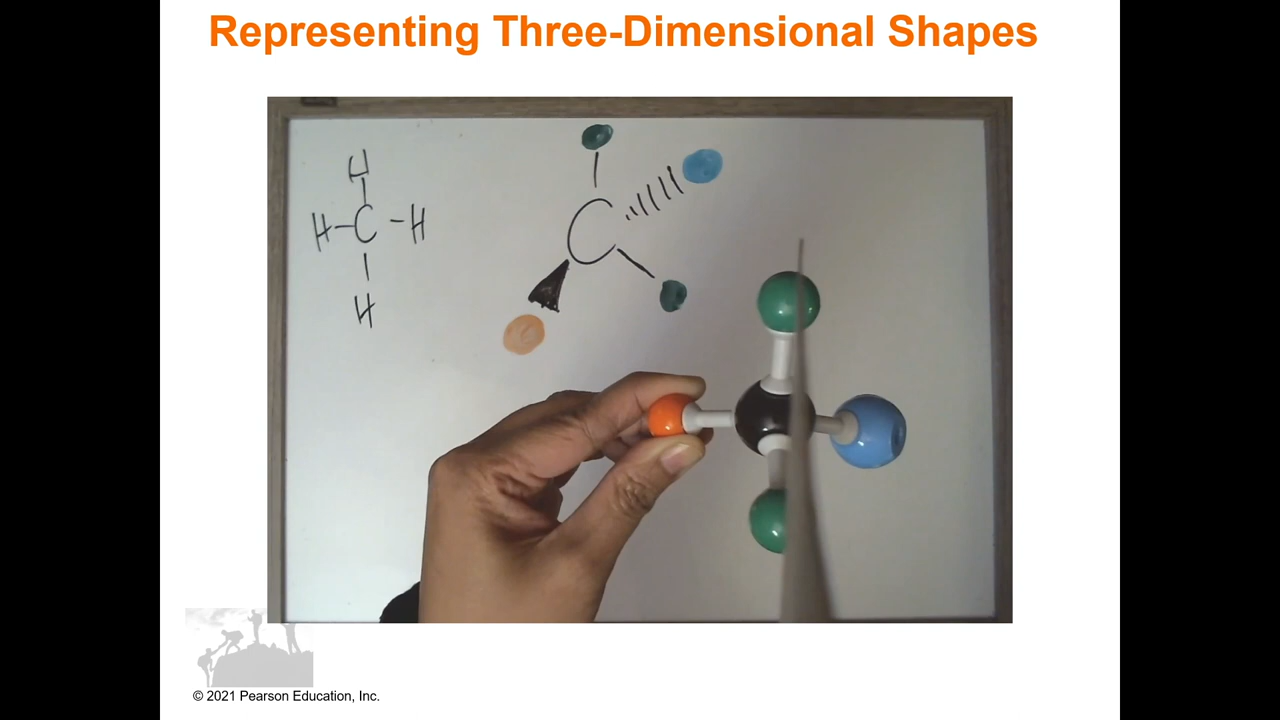 Representing Three-Dimensional Shapes
H
H-C-H
H
C
© 2021 Pearson Education, Inc.